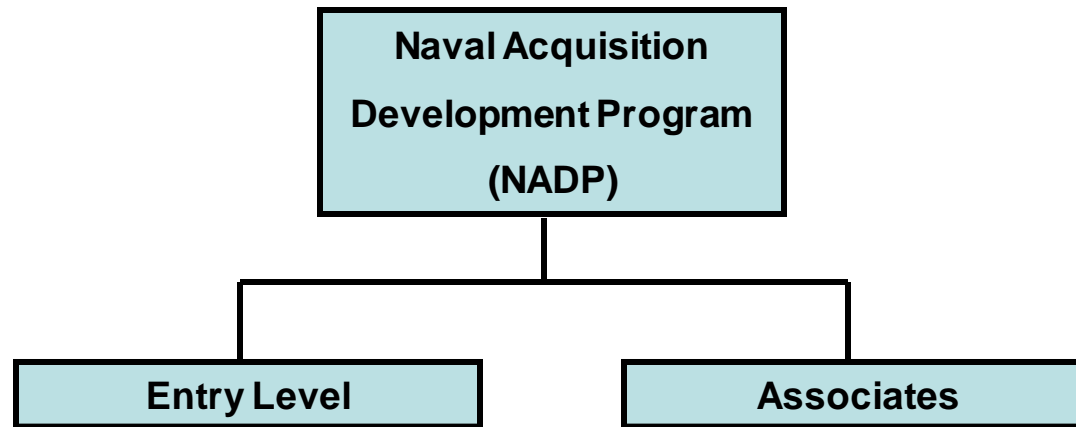 Naval Acquisition
Development Program
(NADP)
Entry Level
Associates